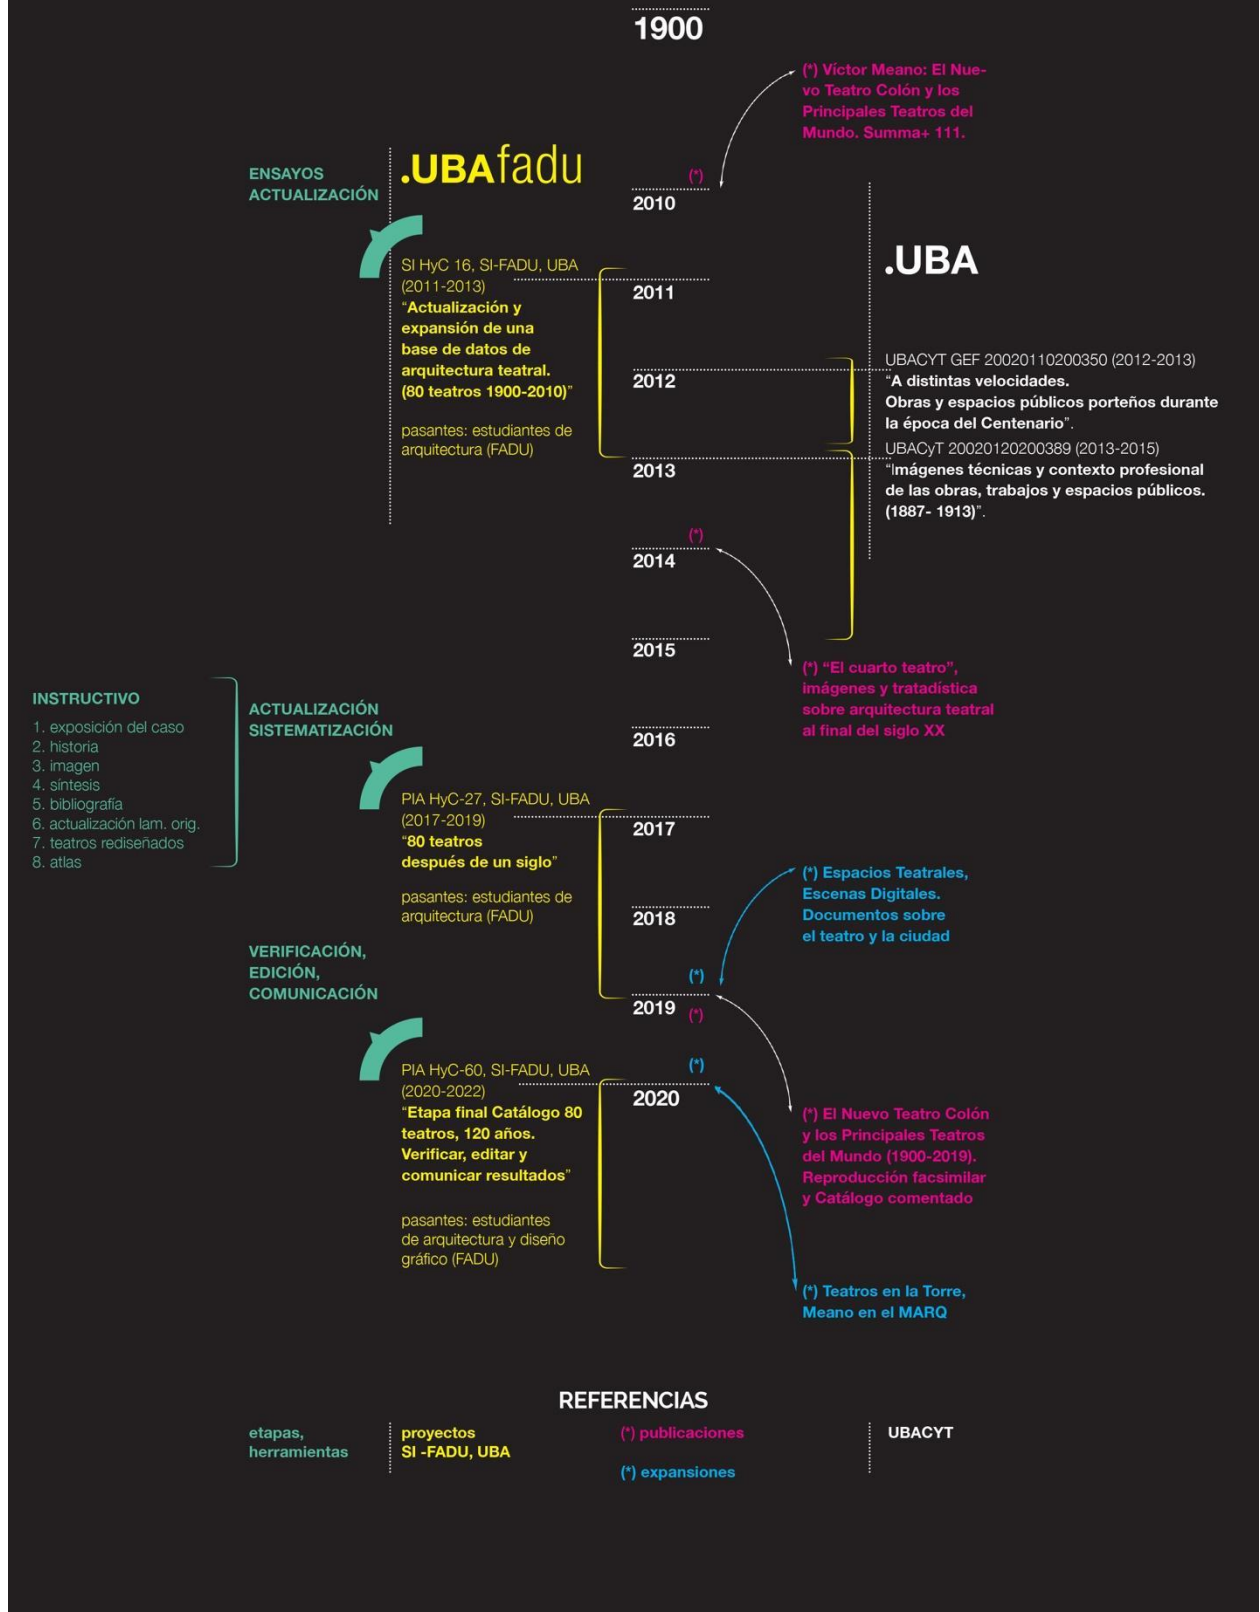 1900
(*) Víctor Meano: El Nue-
vo Teatro Colón y los
Principales Teatros del
Mundo. Summa+ 111.
ENSAYOS
ACTUALIZACIÓN
.UBAfadu
(*)
2010
.UBA
SI HyC 16, SI-FADU, UBA
(2011-2013)
“Actualización y
expansión de una
base de datos de
arquitectura teatral.
(80 teatros 1900-2010)”
pasantes: estudiantes de
arquitectura (FADU)
2011
2012
UBACYT GEF 20020110200350 (2012-2013)
“A distintas velocidades.
Obras y espacios públicos porteños durante
la época del Centenario”.
UBACyT 20020120200389 (2013-2015)
“Imágenes técnicas y contexto profesional
de las obras, trabajos y espacios públicos.
(1887- 1913)”.
2013
(*)
2014
2015
(*) “El cuarto teatro”,
imágenes y tratadística
sobre arquitectura teatral
al final del siglo XX
INSTRUCTIVO
1. exposición del caso
2. historia
3. imagen
4. síntesis
5. bibliografía
6. actualización lam. orig.
7. teatros rediseñados
8. atlas
ACTUALIZACIÓN
SISTEMATIZACIÓN
2016
PIA HyC-27, SI-FADU, UBA
(2017-2019)
“80 teatros
después de un siglo”
pasantes: estudiantes de
arquitectura (FADU)
2017
(*) Espacios Teatrales,
Escenas Digitales.
Documentos sobre
el teatro y la ciudad
2018
VERIFICACIÓN,
EDICIÓN,
COMUNICACIÓN
(*)
2019 (*)
(*)
PIA HyC-60, SI-FADU, UBA
(2020-2022)
“Etapa final Catálogo 80
teatros, 120 años.
Verificar, editar y
comunicar resultados”
pasantes: estudiantes
de arquitectura y diseño
gráfico (FADU)
2020
(*) El Nuevo Teatro Colón
y los Principales Teatros
del Mundo (1900-2019).
Reproducción facsimilar
y Catálogo comentado
(*) Teatros en la Torre,
Meano en el MARQ
REFERENCIAS
etapas,
herramientas
proyectos
SI -FADU, UBA
(*) publicaciones
(*) expansiones
UBACYT